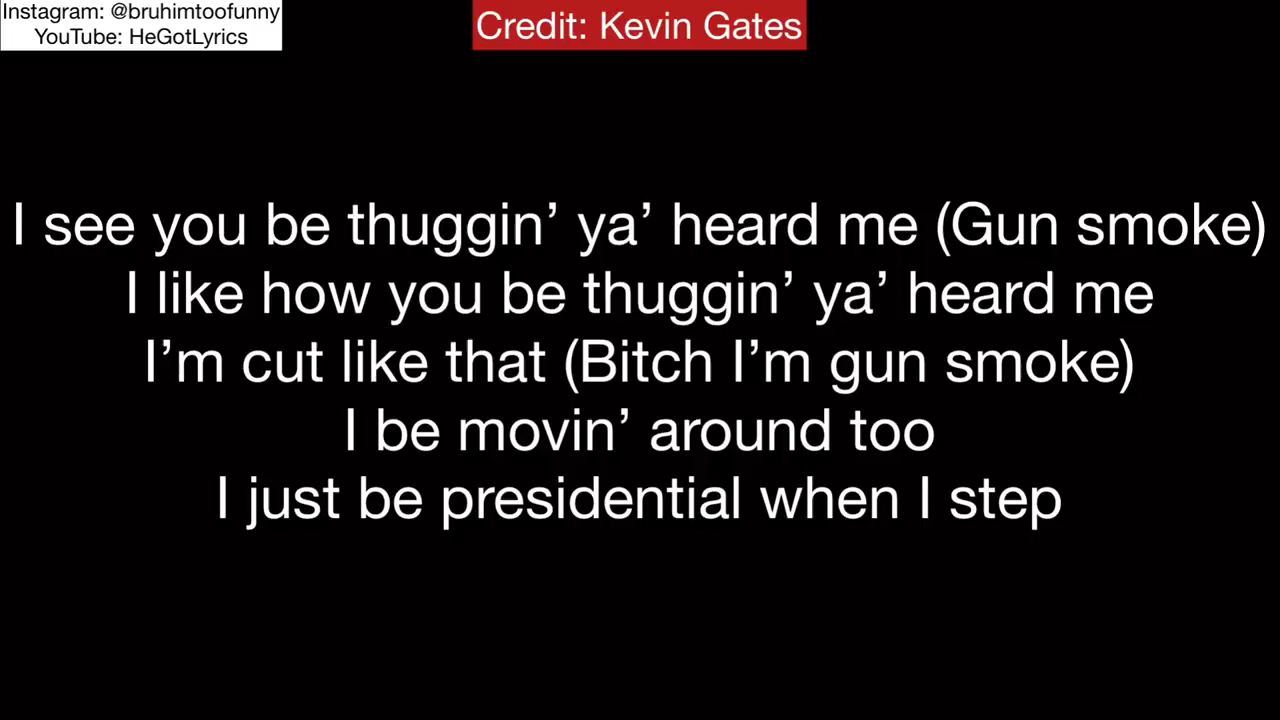 Instagram: @bruhimtoofunny
YouTube: HeGotLyrics
Credit: Kevin Gates
I see you be thuggin’ ya’ heard me (Gun smoke)
I like how you be thuggin’ ya’ heard me
I’m cut like that (Bitch I’m gun smoke)
I be movin’ around too
I just be presidential when I step